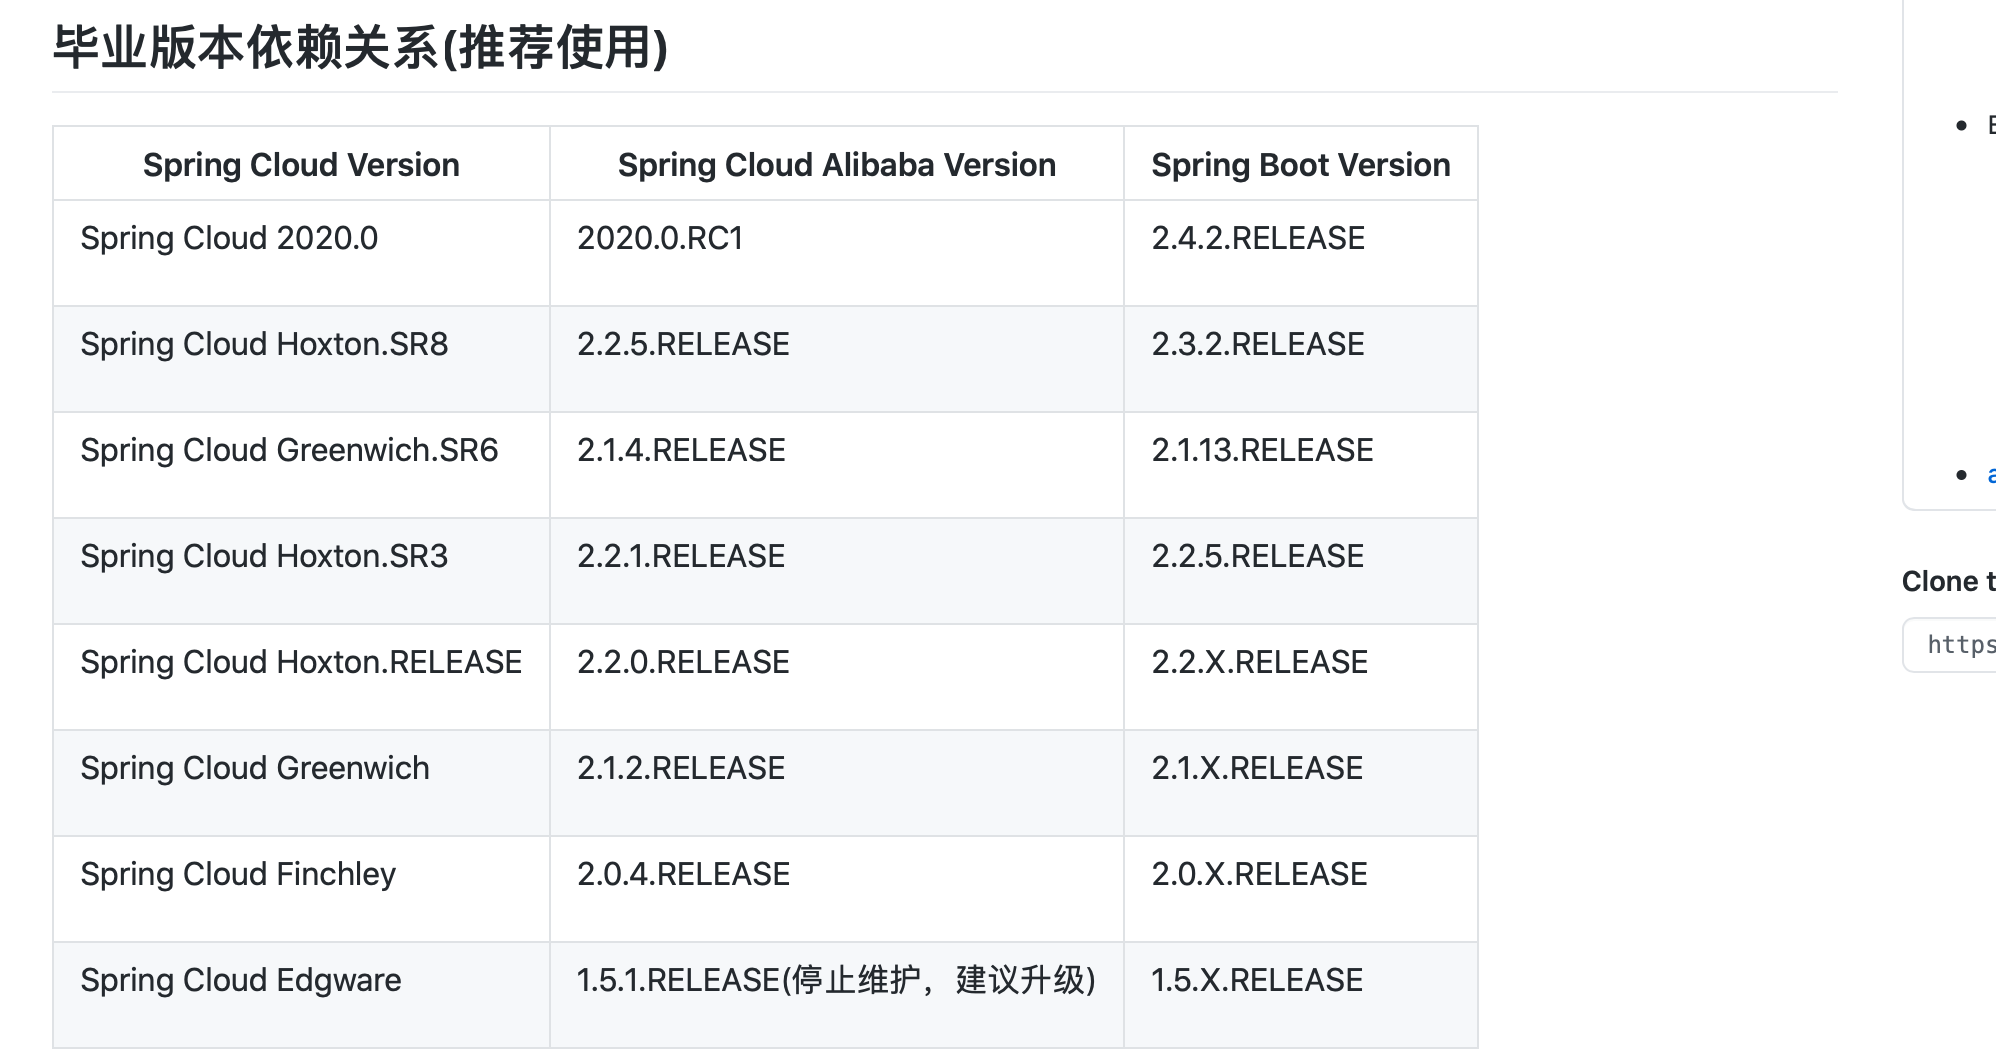 毕业版本依赖关系(推荐使用)
Spring Cloud Version Spring Cloud Alibaba Version Spring Boot Version
Spring Cloud 2020.0 2020.0.RC1 2.4.2.RELEASE
Spring Cloud Hoxton.SR8 2.2.5.RELEASE 2.3.2.RELEASE
Spring Cloud Greenwich.SR6 2.1.4.RELEASE 2.1.13.RELEASE
Spring Cloud Hoxton.SR3 2.2.1.RELEASE 2.2.5.RELEASE
Spring Cloud Hoxton.RELEASE 2.2.0.RELEASE 2.2.X.RELEASE
Spring Cloud Greenwich 2.1.2.RELEASE 2.1.X.RELEASE
Spring Cloud Finchley 2.0.4.RELEASE 2.0.X.RELEASE
Spring Cloud Edgware 1.5.1.RELEASE(停止维护，建议升级) 1.5.X.RELEASE
Clone t
https